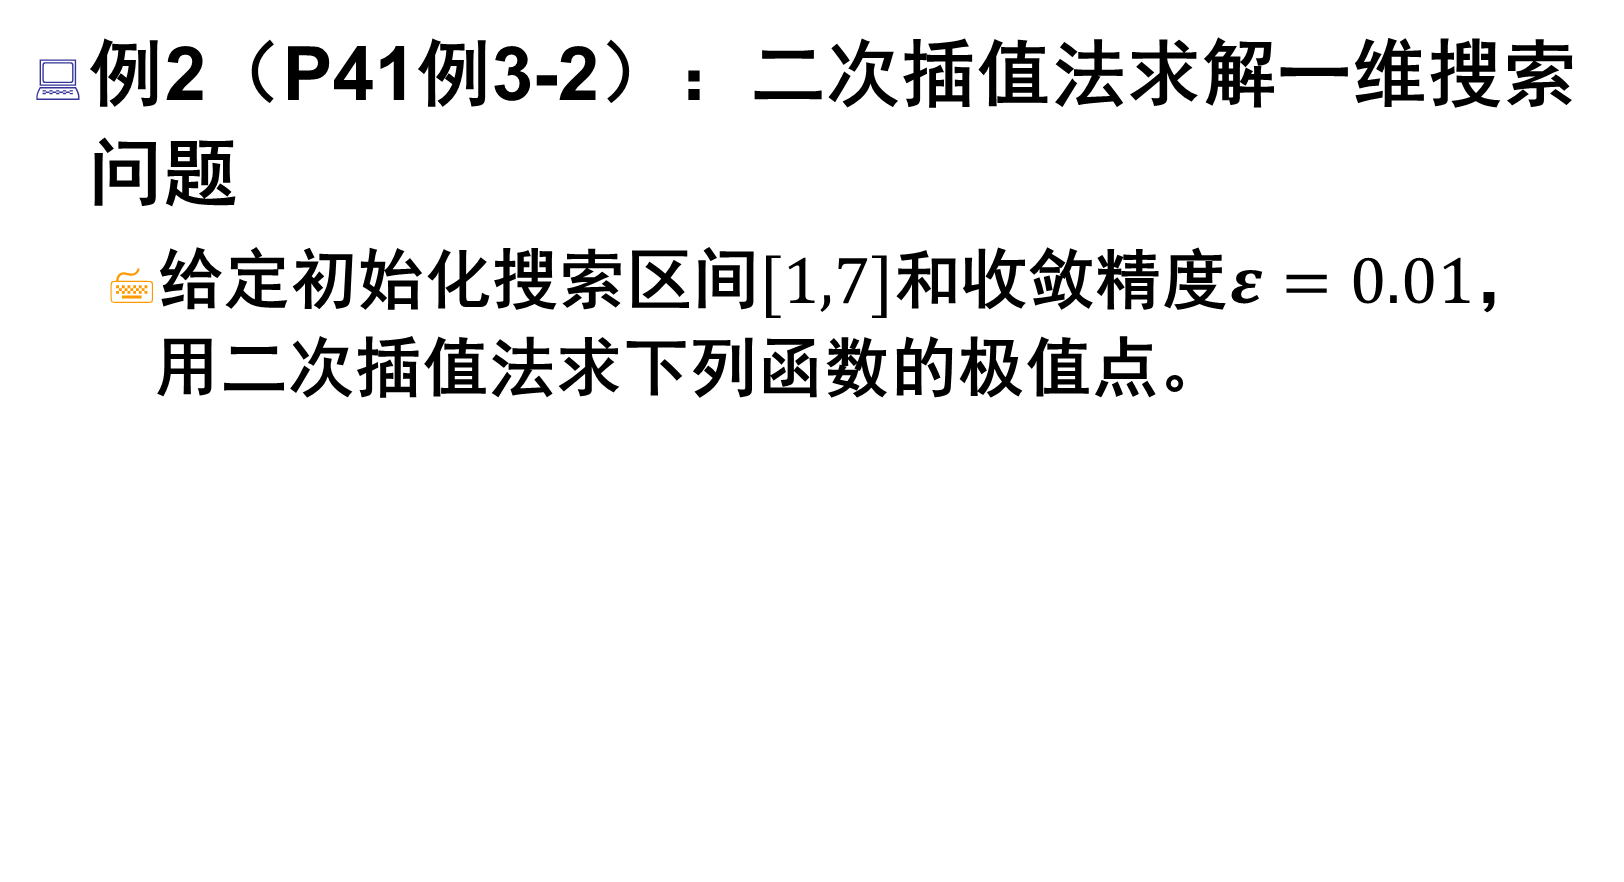 例2（P41例3-2）：二次插值法求解一维搜索
问题
给定初始化搜索区间[1,7]和收敛精度ε = 0.01，
用二次插值法求下列函数的极值点。